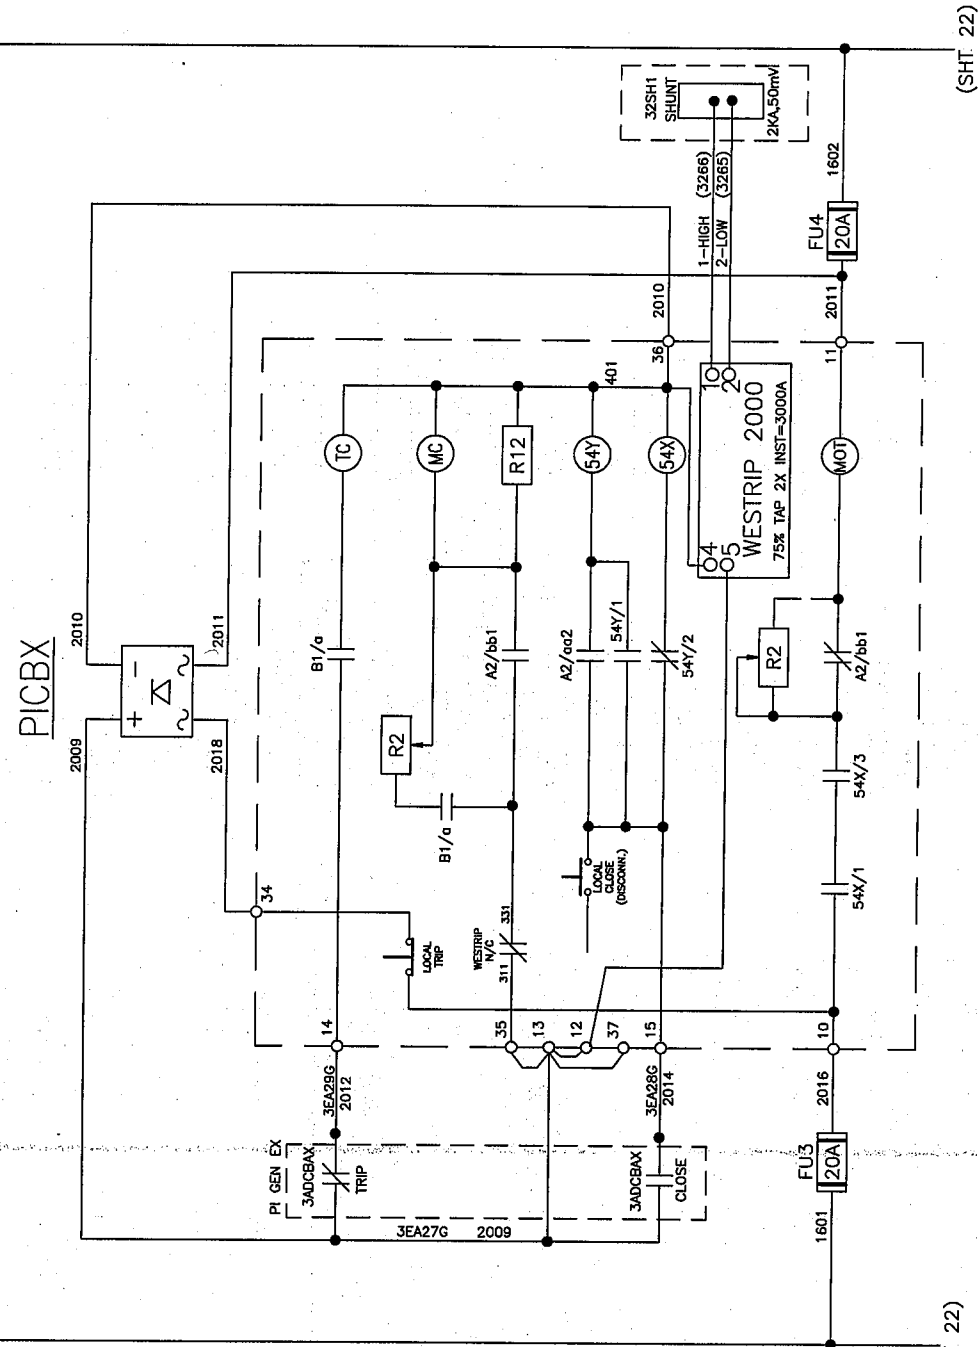 PICBX
2009
2018
2010
2011
+
-
34
LOCAL
TRIP
3EA29G
2012
14
B1/a
TC
PI GEN EX
3ADCBAX
TRIP
3ADCBAX
CLOSE
3EA27G 2009
35
13
12
37
15
3EA28G
2014
WESTRIP
N/C
311
331
B1/a
R2
A2/bb1
MC
R12
LOCAL
CLOSE
(DISCONN.)
A2/aa2
54Y/1
54Y/2
54Y
54X
401
36
2010
1
2
4
5
WESTRIP 2000
75% TAP 2X INST=3000A
1-HIGH (3266)
2-LOW (3265)
32SH1
SHUNT
2KA,50mV
1601
FU3
20A
2016
10
54X/1
54X/3
R2
A2/bb1
MOT
11
2011
FU4
20A
1602
22)
(SHT 22)